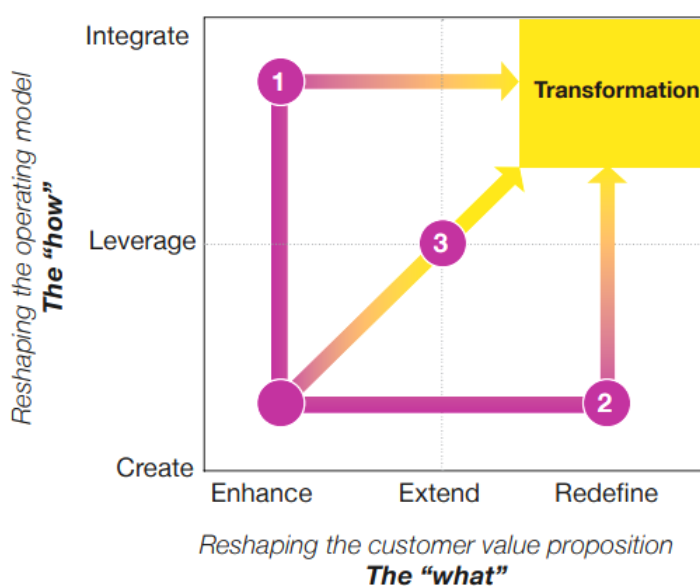 Integrate
1
Transformation
Reshaping the operating model
The “how”
Leverage
3
2
Create
Enhance
Extend
Redefine
Reshaping the customer value proposition
The “what”